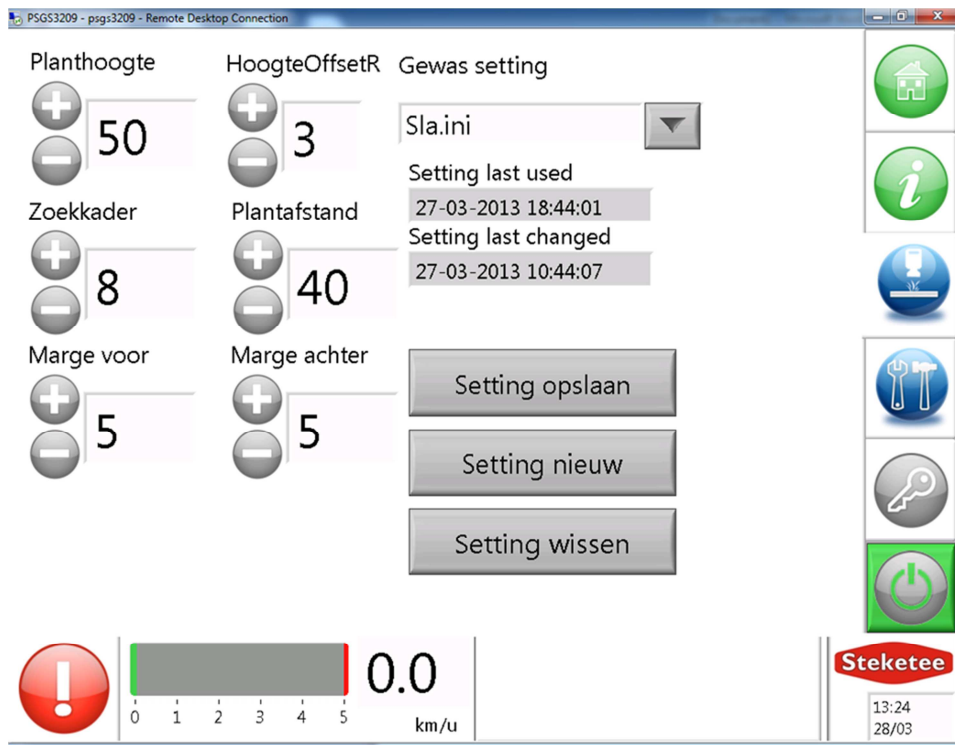 PSGS3209 - psgs3209 - Remote Desktop Connection
Planthoogte
HoogteOffsetR
Gewas setting
50
3
Sla.ini
Setting last used
27-03-2013 18:44:01
Zoekkader
Plantafstand
Setting last changed
8
40
27-03-2013 10:44:07
Marge voor
Marge achter
5
5
Setting opslaan
Setting nieuw
Setting wissen
0 1 2 3 4 5
0.0
km/u
Steketee
13:24
28/03